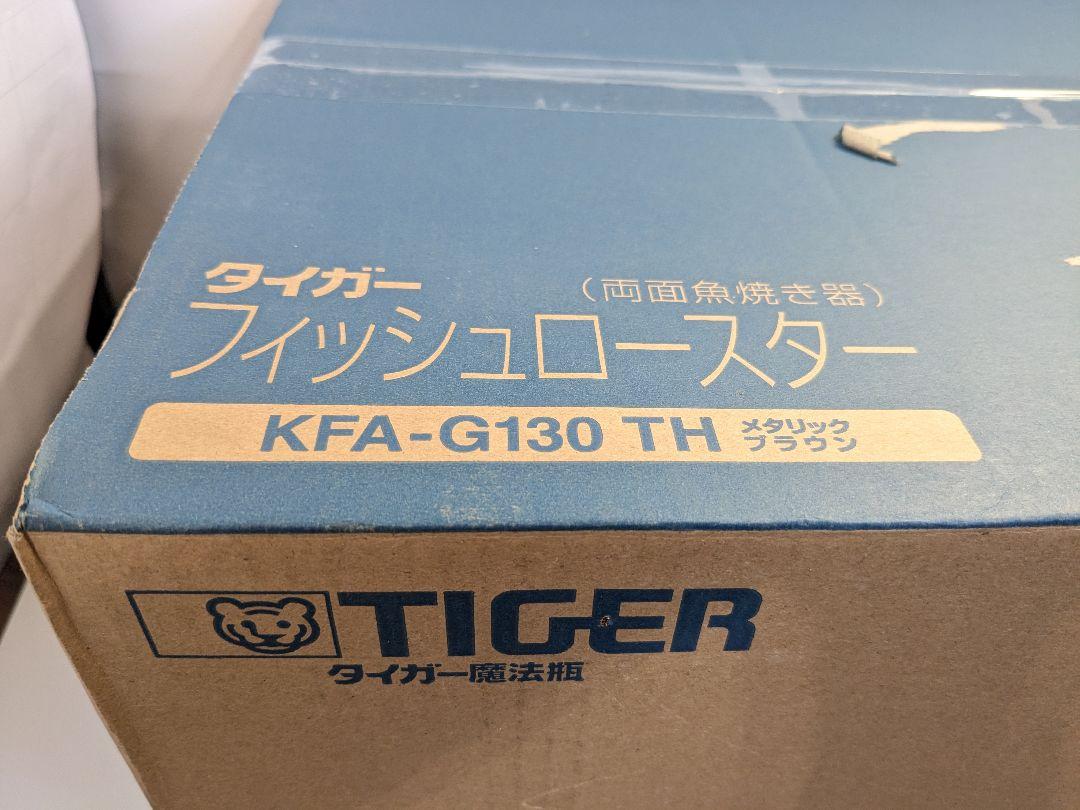 タイガー
(両面魚焼き器)
フィッシュロースター
KFA-G130 TH メタリック
ブラウン
TIGER
タイガー魔法瓶